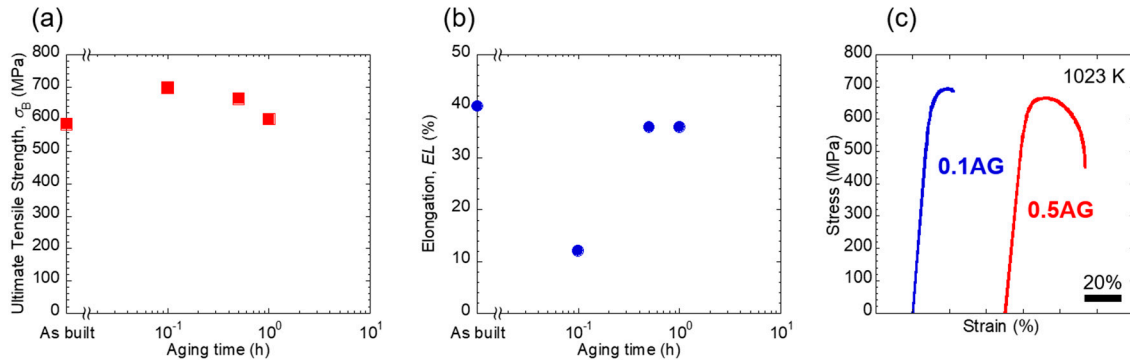 (a)
Ultimate Tensile Strength, σB (MPa)
800
700
600
500
400
300
200
100
0
As built
10-1
100
101
Aging time (h)
(b)
Elongation, EL (%)
50
40
30
20
10
0
As built
10-1
100
101
Aging time (h)
(c)
Stress (MPa)
800
700
600
500
400
300
200
100
0
1023 K
0.1AG
0.5AG
20%
Strain (%)